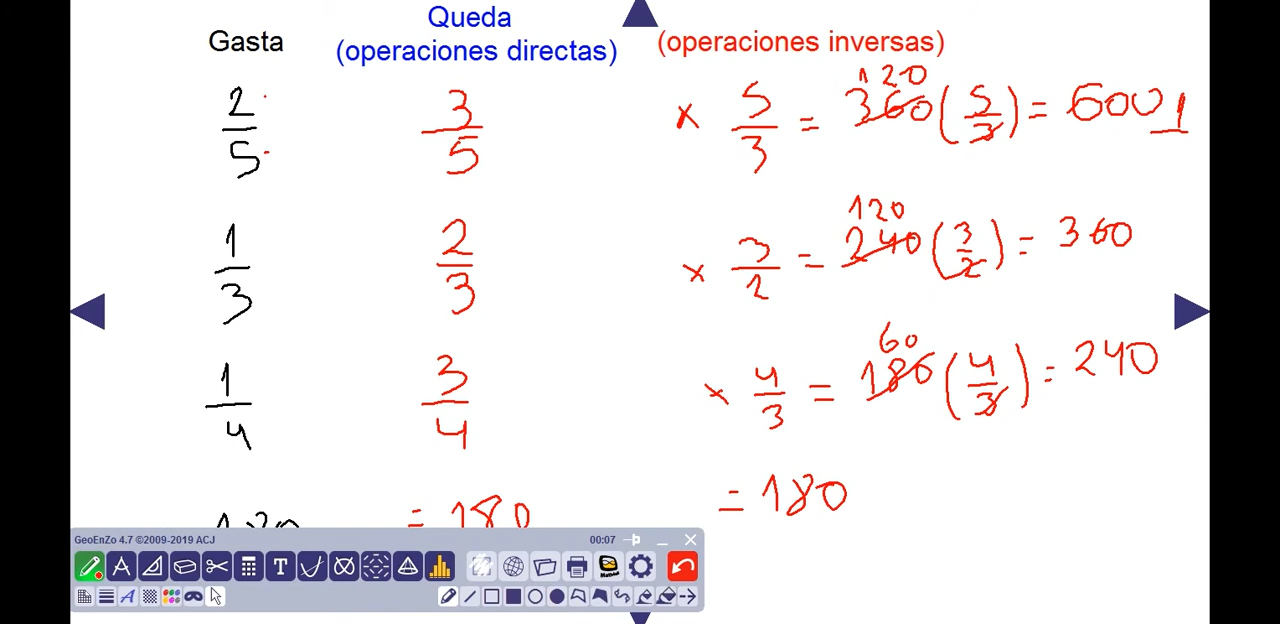 Gasta Queda (operaciones directas) (operaciones inversas)
2/5 3/5 × 5/3 = 360 120 (5/3) = 600 1
1/3 2/3 × 3/2 = 240 120 (3/2) = 360
1/4 3/4 × 4/3 = 180 60 (4/3) = 240
= 180 = 180
GeoEnZo 4.7 ©2009-2019 ACJ 00:07